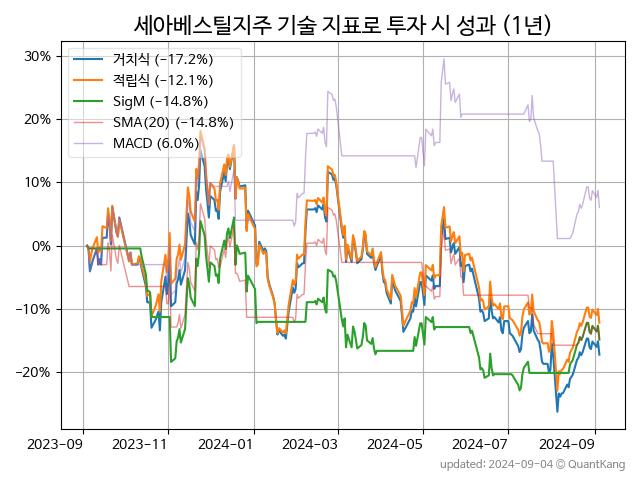 세아베스틸지주 기술 지표로 투자 시 성과 (1년)
거치식 (−17.2%)
적립식 (−12.1%)
SigM (−14.8%)
SMA(20) (−14.8%)
MACD (6.0%)
30%
20%
10%
0%
−10%
−20%
2023-09 2023-11 2024-01 2024-03 2024-05 2024-07 2024-09
updated: 2024-09-04 © QuantKang